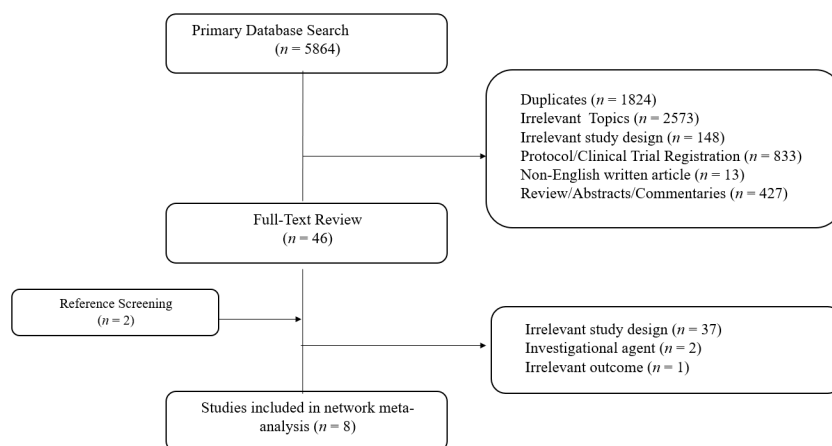 Primary Database Search
(n = 5864)
Duplicates (n = 1824)
Irrelevant Topics (n = 2573)
Irrelevant study design (n = 148)
Protocol/Clinical Trial Registration (n = 833)
Non-English written article (n = 13)
Review/Abstracts/Commentaries (n = 427)
Full-Text Review
(n = 46)
Reference Screening
(n = 2)
Irrelevant study design (n = 37)
Investigational agent (n = 2)
Irrelevant outcome (n = 1)
Studies included in network meta-
analysis (n = 8)